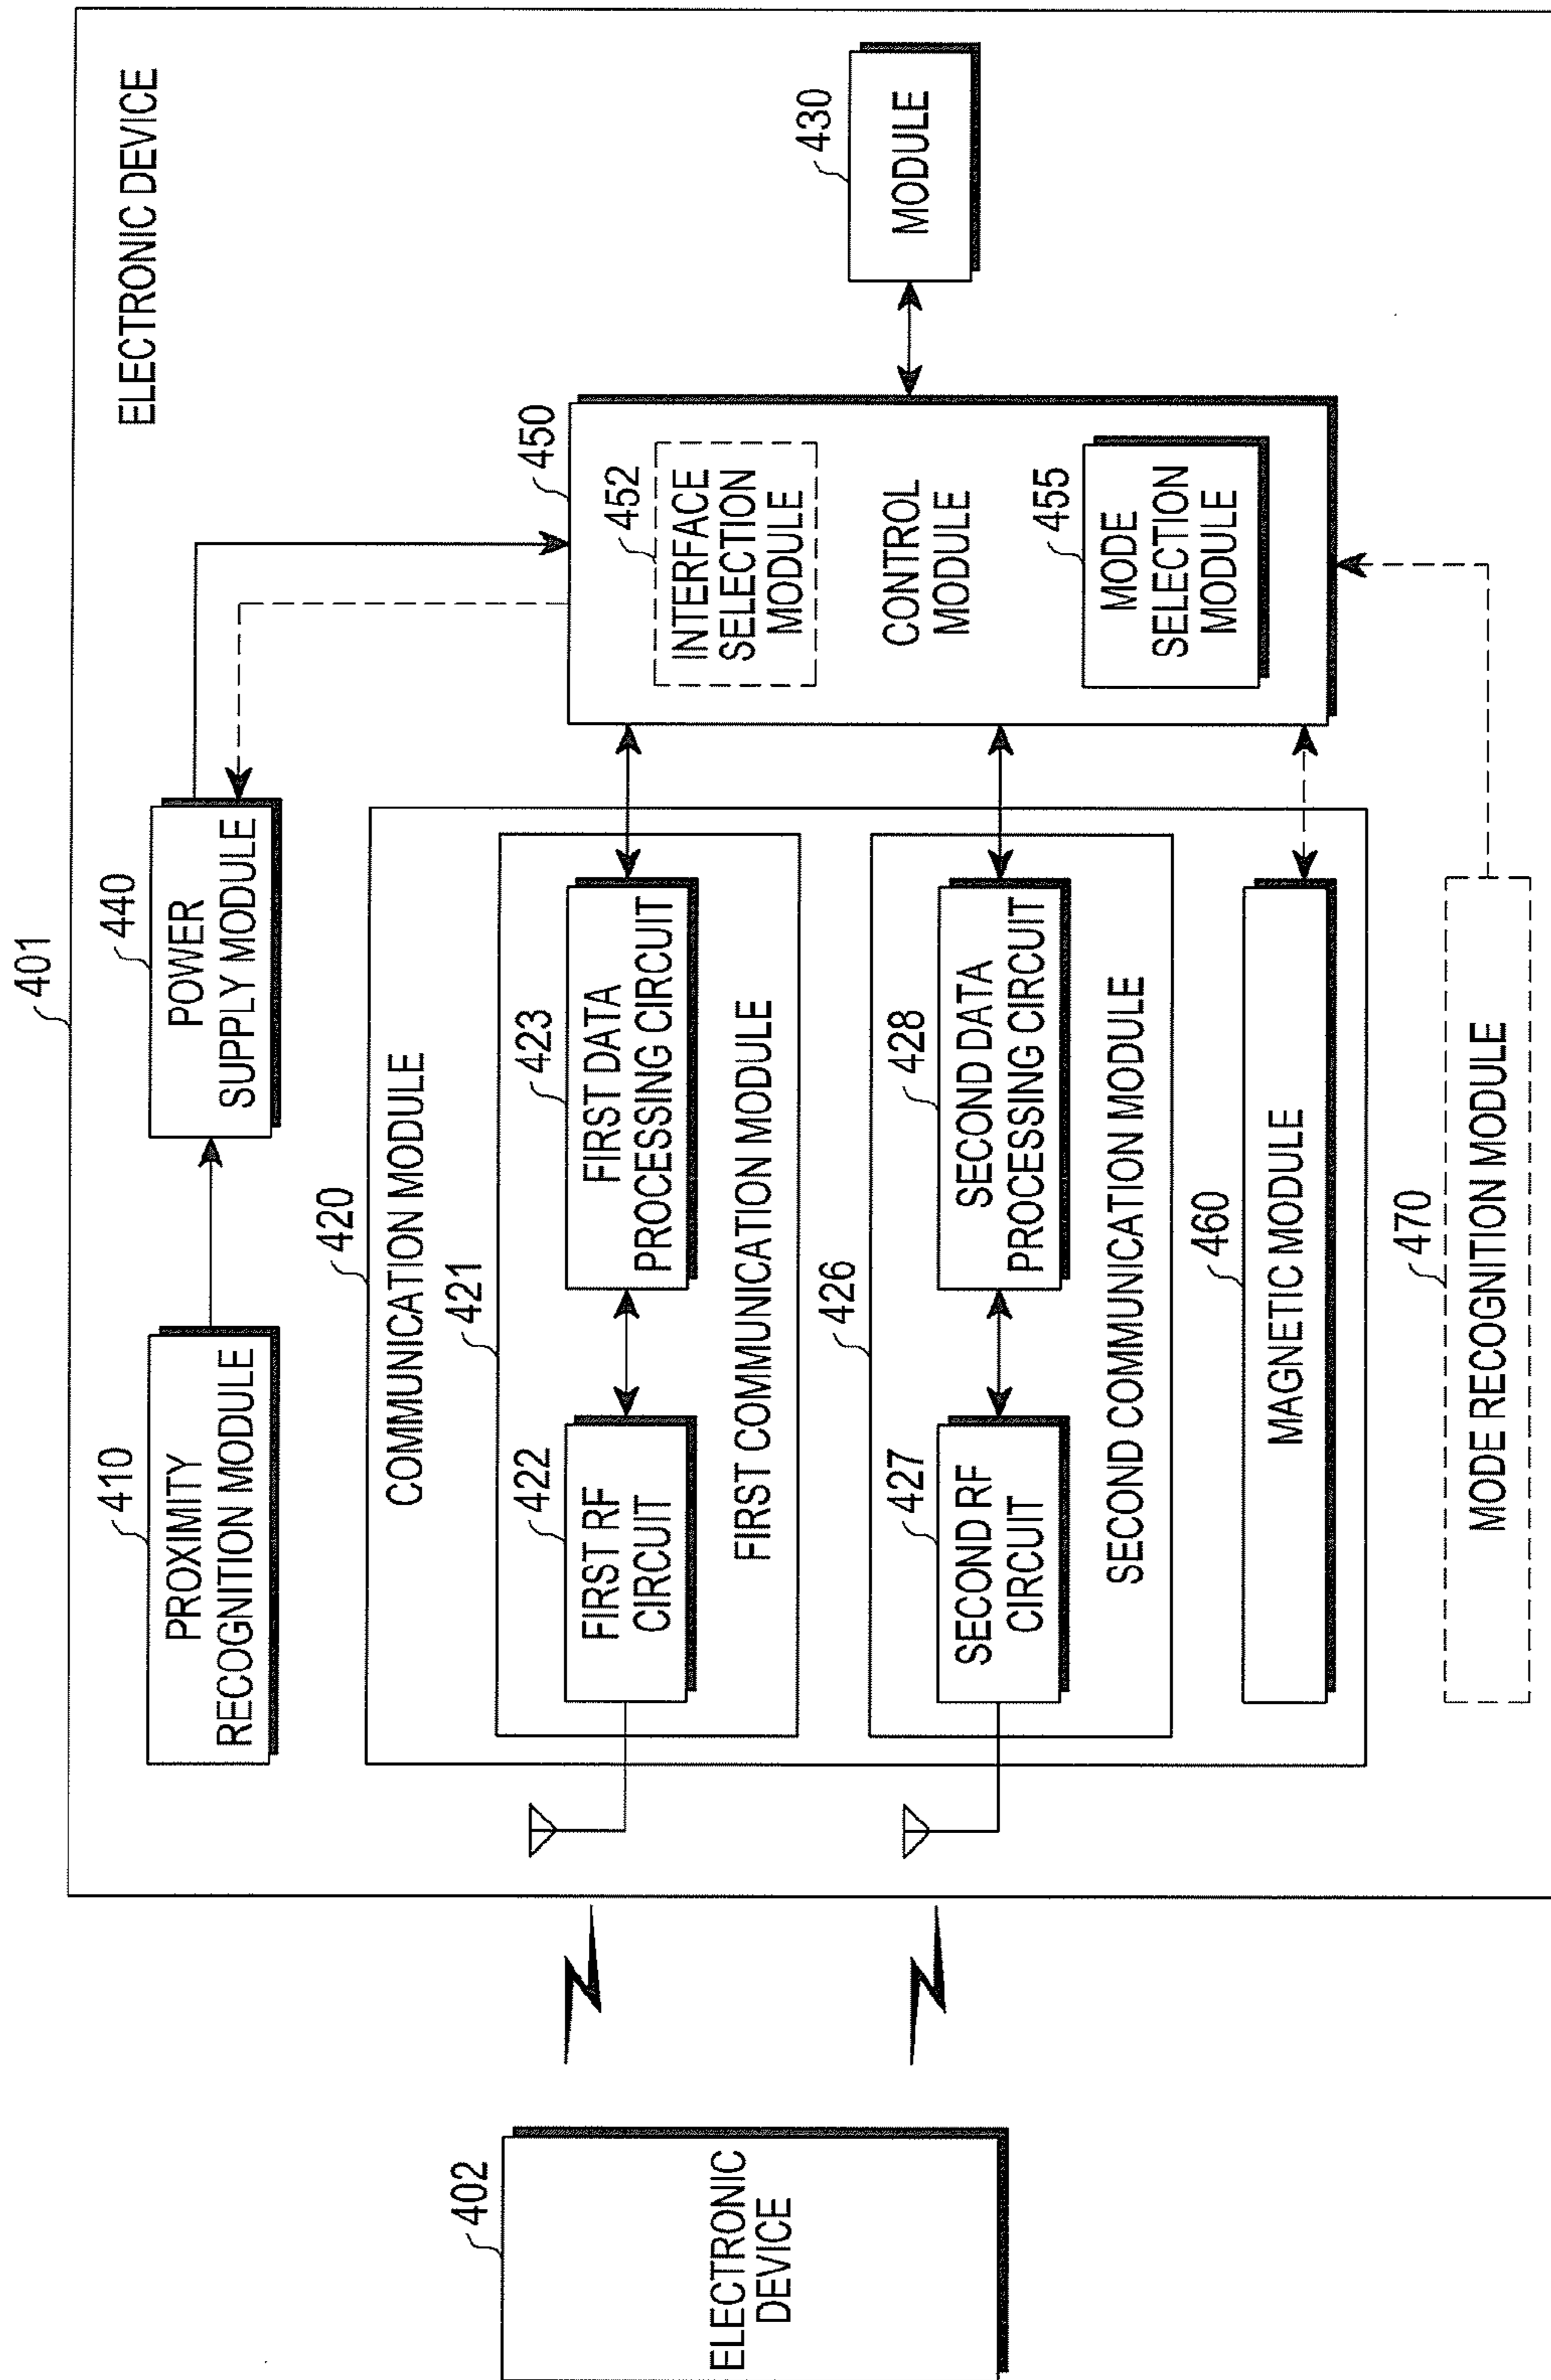 401
ELECTRONIC DEVICE
410
PROXIMITY
RECOGNITION MODULE
440
POWER
SUPPLY MODULE
420
COMMUNICATION MODULE
421
422
FIRST RF
CIRCUIT
423
FIRST DATA
PROCESSING CIRCUIT
FIRST COMMUNICATION MODULE
426
427
SECOND RF
CIRCUIT
428
SECOND DATA
PROCESSING CIRCUIT
SECOND COMMUNICATION MODULE
460
MAGNETIC MODULE
470
MODE RECOGNITION MODULE
450
452
INTERFACE
SELECTION
MODULE
CONTROL
MODULE
455
MODE
SELECTION
MODULE
430
MODULE
402
ELECTRONIC
DEVICE